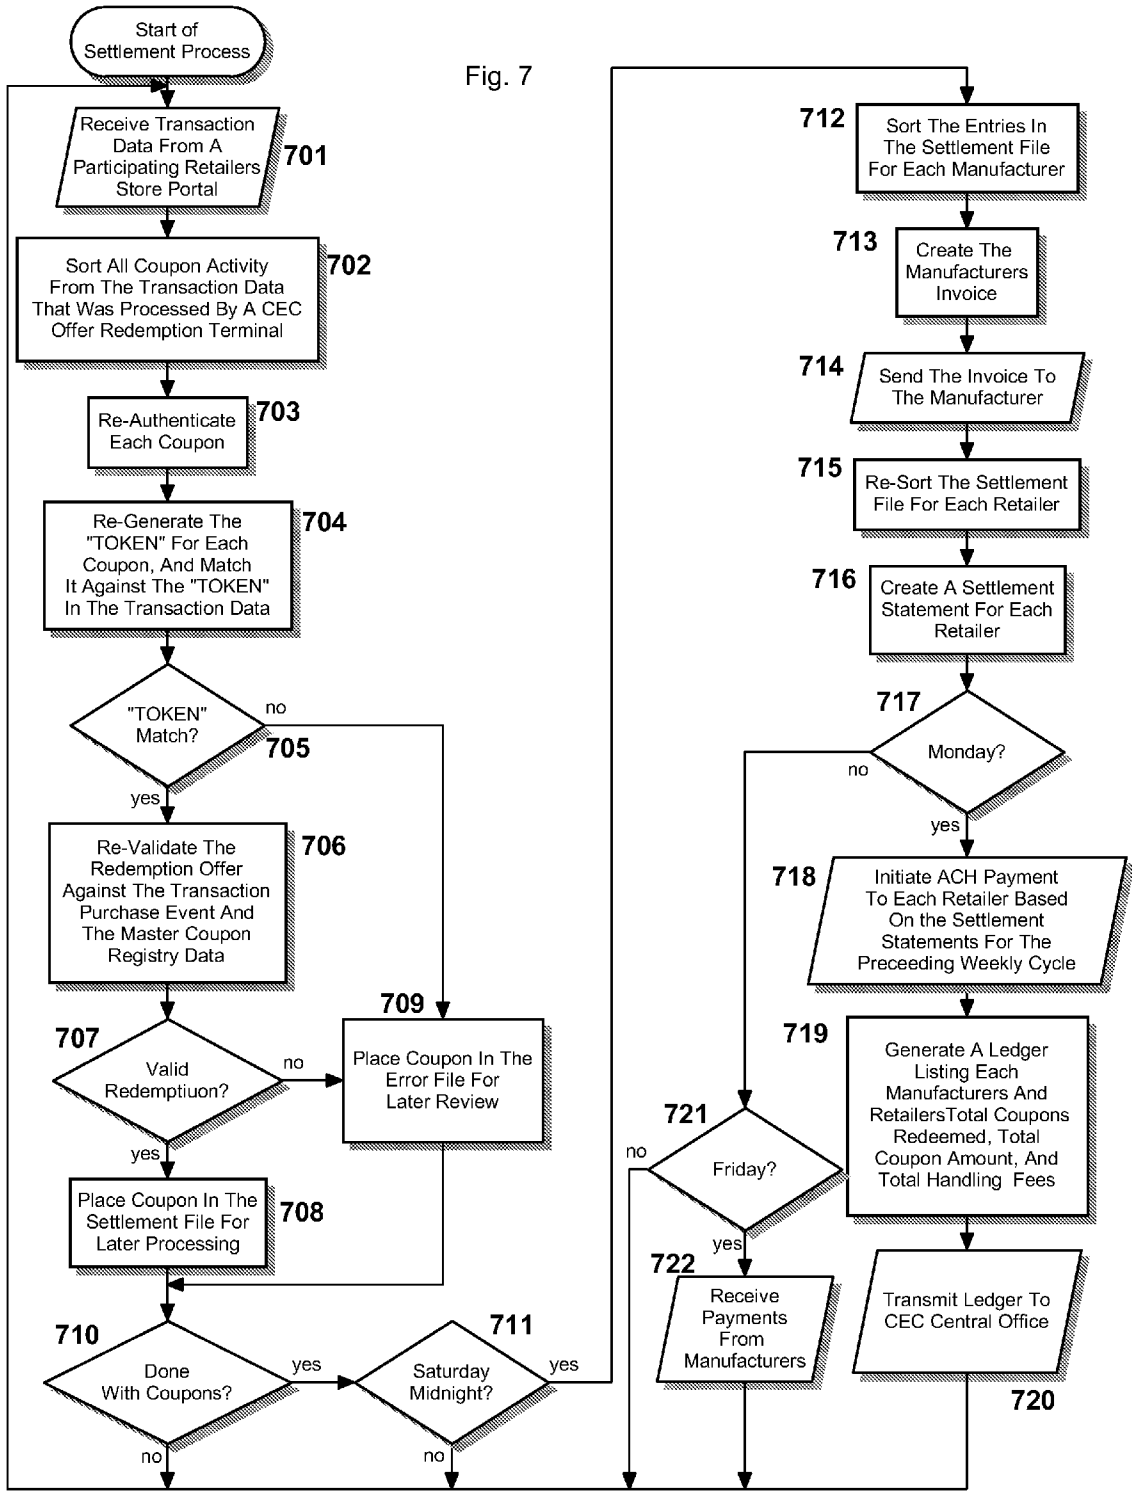 Start of
Settlement Process
Fig. 7
Receive Transaction
Data From A
Participating Retailers
Store Portal
701
Sort All Coupon Activity
From The Transaction Data
That Was Processed By A CEC
Offer Redemption Terminal
702
Re-Authenticate
Each Coupon
703
Re-Generate The
"TOKEN" For Each
Coupon, And Match
It Against The "TOKEN"
In The Transaction Data
704
"TOKEN"
Match?
no
705
yes
Re-Validate The
Redemption Offer
Against The Transaction
Purchase Event And
The Master Coupon
Registry Data
706
707
Valid
Redemptiuon?
no
yes
709
Place Coupon In The
Error File For
Later Review
Place Coupon In The
Settlement File For
Later Processing
708
710
Done
With Coupons?
yes
no
711
Saturday
Midnight?
yes
no
712
Sort The Entries In
The Settlement File
For Each Manufacturer
713
Create The
Manufacturers
Invoice
714
Send The Invoice To
The Manufacturer
715
Re-Sort The Settlement
File For Each Retailer
716
Create A Settlement
Statement For Each
Retailer
717
Monday?
no
yes
718
Initiate ACH Payment
To Each Retailer Based
On the Settlement
Statements For The
Preceeding Weekly Cycle
719
Generate A Ledger
Listing Each
Manufacturers And
RetailersTotal Coupons
Redeemed, Total
Coupon Amount, And
Total Handling Fees
721
no
Friday?
yes
722
Receive
Payments
From
Manufacturers
Transmit Ledger To
CEC Central Office
720